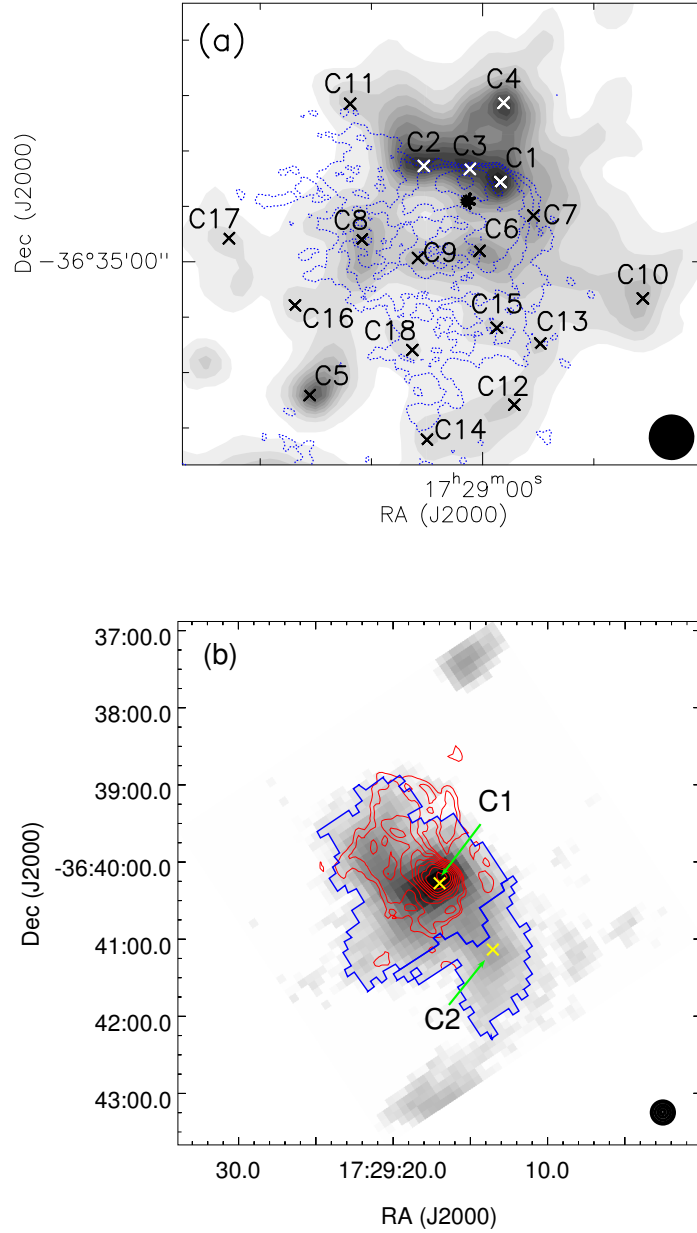 (a)
C11
C4
C2
C3
C1
C17
C8
C7
C6
C9
C10
C16
C15
C13
C18
C5
C12
C14
Dec (J2000)
−36°35'00"
17h29m00s
RA (J2000)
(b)
37:00.0
38:00.0
39:00.0
-36:40:00.0
41:00.0
42:00.0
43:00.0
C1
C2
Dec (J2000)
30.0
17:29:20.0
10.0
RA (J2000)